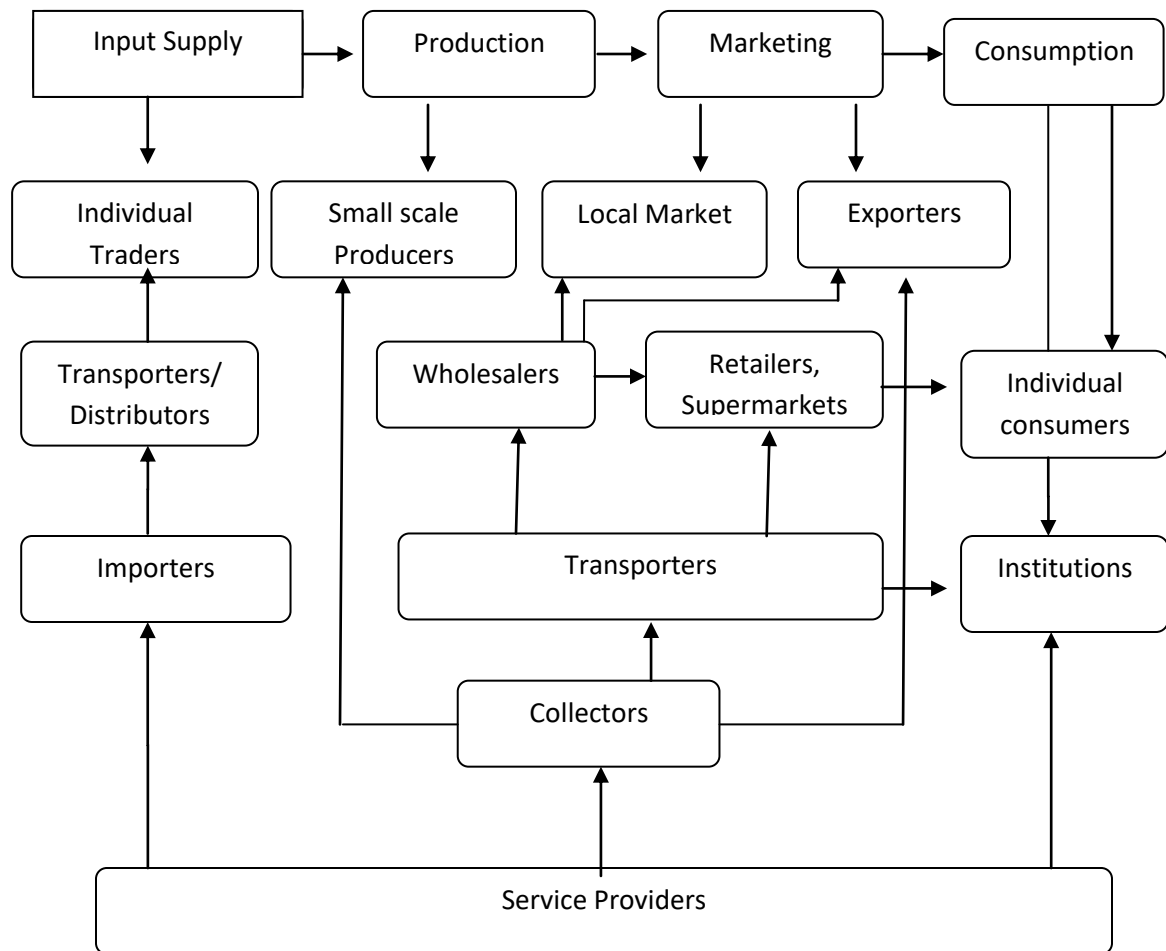 Input Supply
Production
Marketing
Consumption
Individual
Traders
Small scale
Producers
Local Market
Exporters
Transporters/
Distributors
Wholesalers
Retailers,
Supermarkets
Individual
consumers
Importers
Transporters
Institutions
Collectors
Service Providers